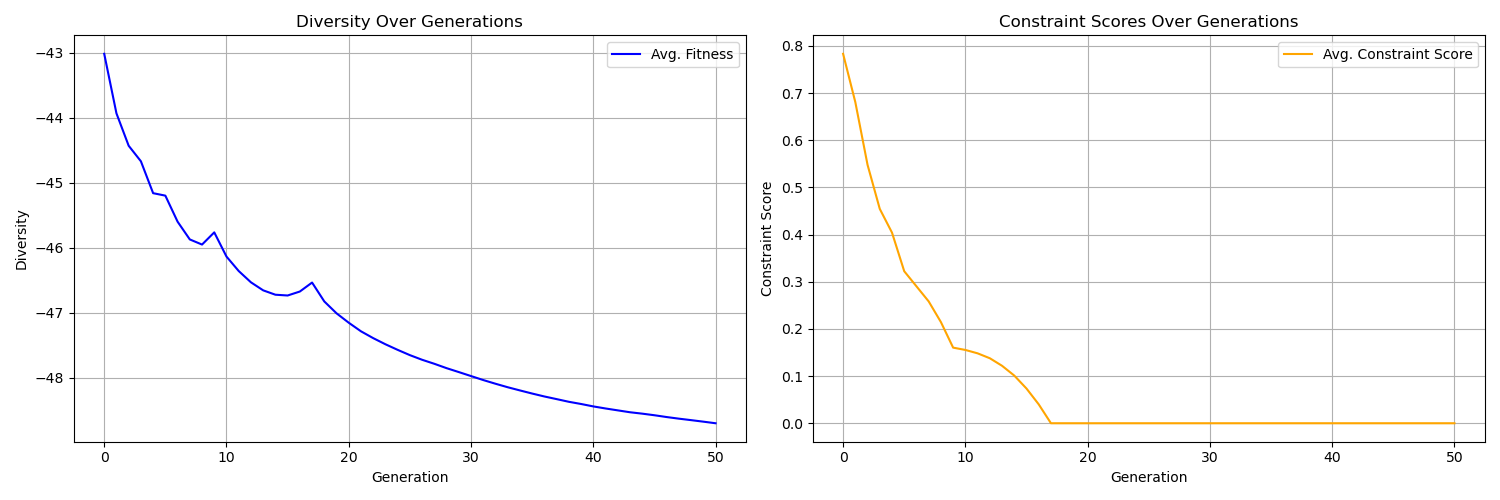 Diversity Over Generations
Avg. Fitness
Diversity
−43
−44
−45
−46
−47
−48
0 10 20 30 40 50
Generation
Constraint Scores Over Generations
Avg. Constraint Score
Constraint Score
0.8
0.7
0.6
0.5
0.4
0.3
0.2
0.1
0.0
0 10 20 30 40 50
Generation